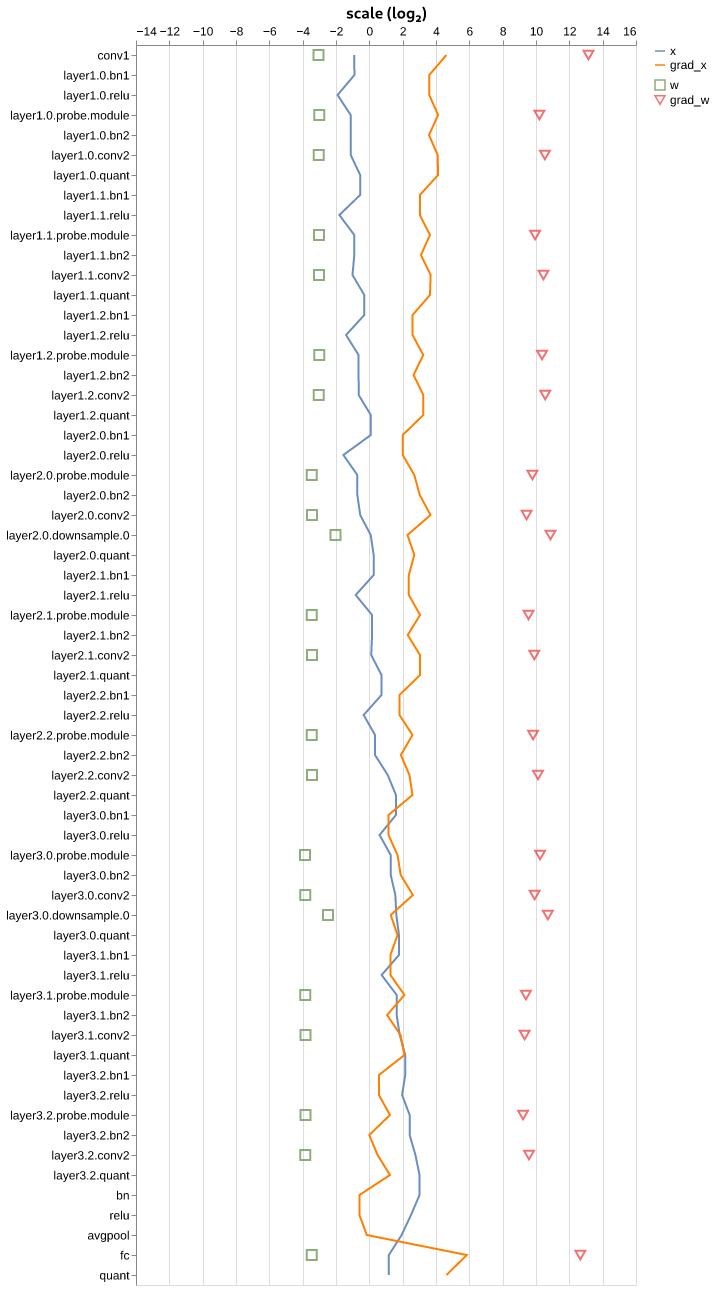 scale (log₂)
−14 −12 −10 −8 −6 −4 −2 0 2 4 6 8 10 12 14 16
x
grad_x
w
grad_w
conv1
layer1.0.bn1
layer1.0.relu
layer1.0.probe.module
layer1.0.bn2
layer1.0.conv2
layer1.0.quant
layer1.1.bn1
layer1.1.relu
layer1.1.probe.module
layer1.1.bn2
layer1.1.conv2
layer1.1.quant
layer1.2.bn1
layer1.2.relu
layer1.2.probe.module
layer1.2.bn2
layer1.2.conv2
layer1.2.quant
layer2.0.bn1
layer2.0.relu
layer2.0.probe.module
layer2.0.bn2
layer2.0.conv2
layer2.0.downsample.0
layer2.0.quant
layer2.1.bn1
layer2.1.relu
layer2.1.probe.module
layer2.1.bn2
layer2.1.conv2
layer2.1.quant
layer2.2.bn1
layer2.2.relu
layer2.2.probe.module
layer2.2.bn2
layer2.2.conv2
layer2.2.quant
layer3.0.bn1
layer3.0.relu
layer3.0.probe.module
layer3.0.bn2
layer3.0.conv2
layer3.0.downsample.0
layer3.0.quant
layer3.1.bn1
layer3.1.relu
layer3.1.probe.module
layer3.1.bn2
layer3.1.conv2
layer3.1.quant
layer3.2.bn1
layer3.2.relu
layer3.2.probe.module
layer3.2.bn2
layer3.2.conv2
layer3.2.quant
bn
relu
avgpool
fc
quant